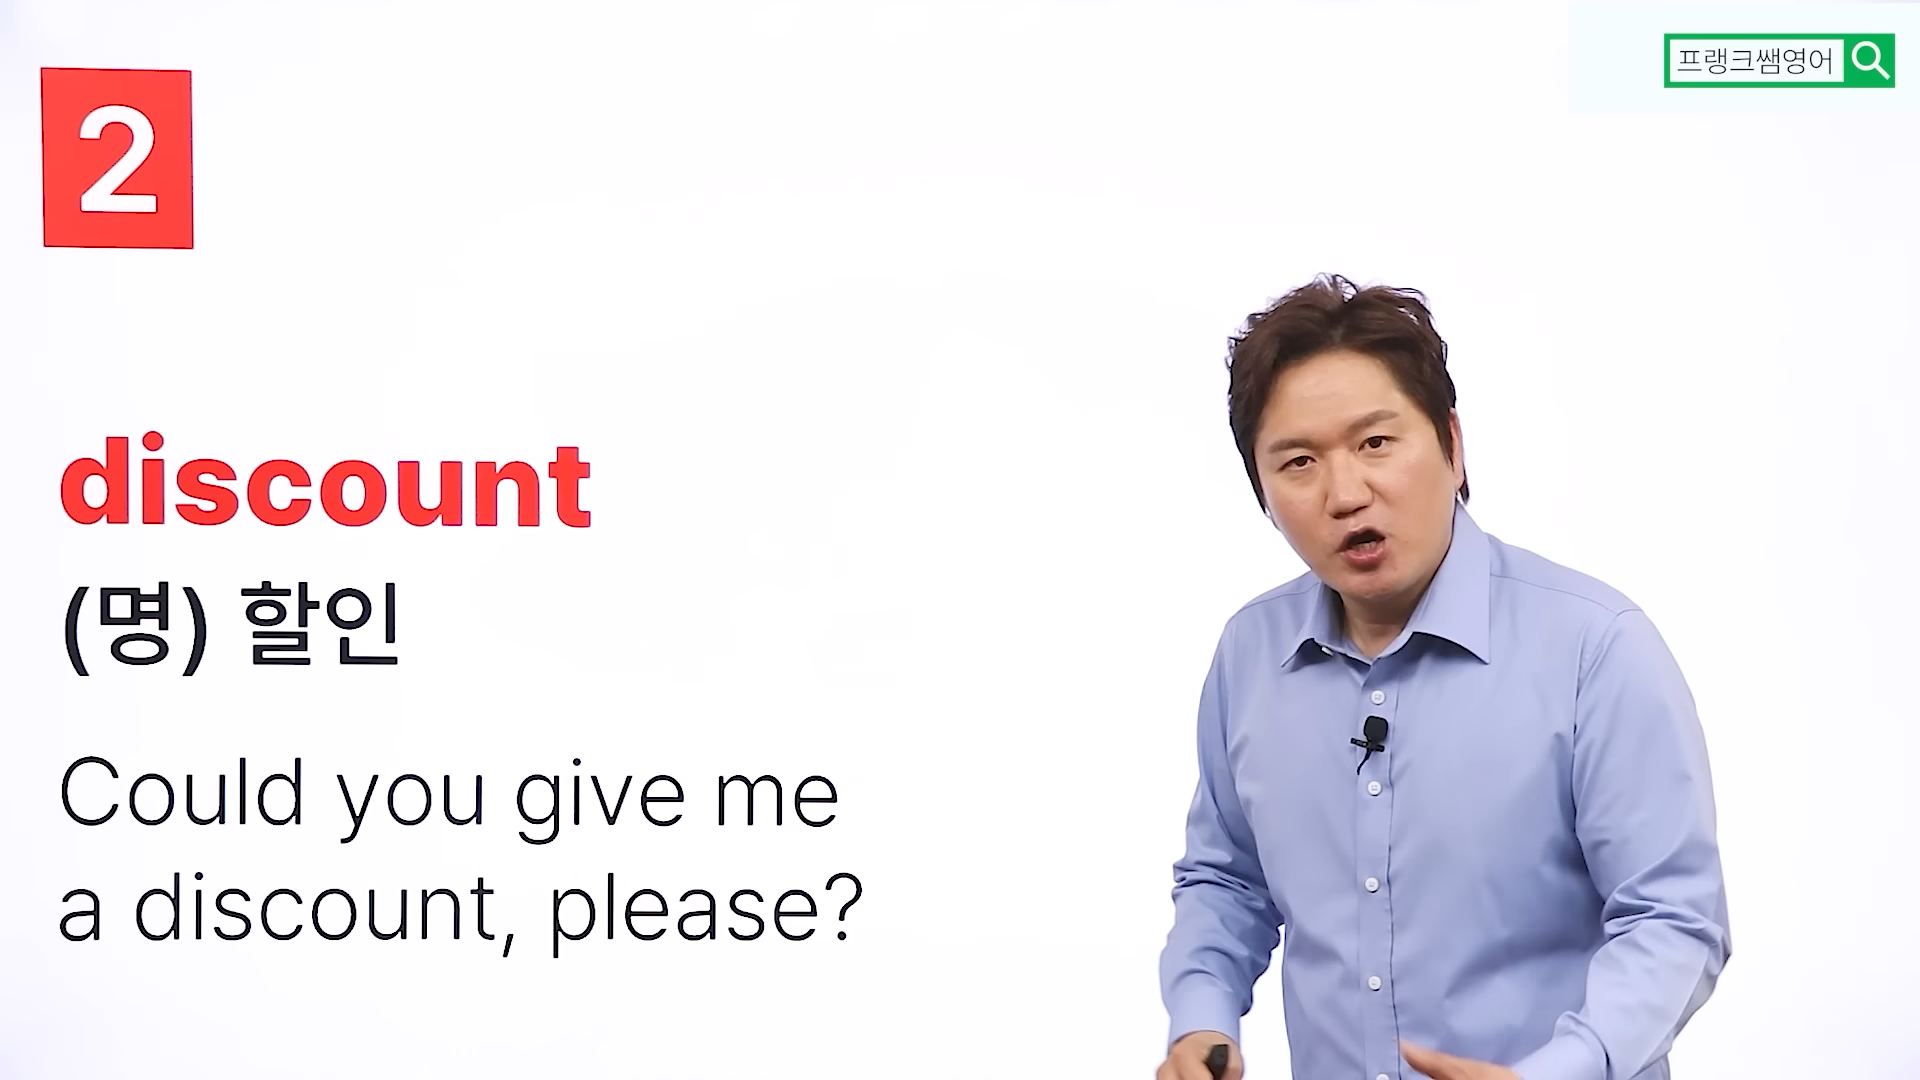 프랭크쌤영어
2
discount
(명) 할인
Could you give me
a discount, please?